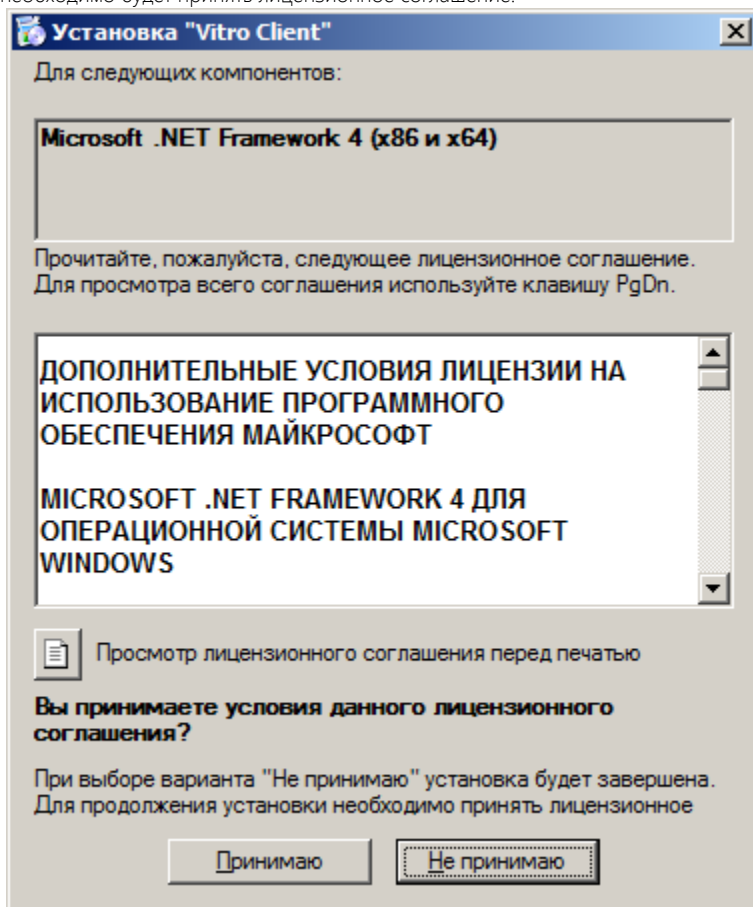 необходимо будет принять лицензионное соглашение.
Установка "Vitro Client"
Для следующих компонентов:
Microsoft .NET Framework 4 (x86 и x64)
Прочитайте, пожалуйста, следующее лицензионное соглашение.
Для просмотра всего соглашения используйте клавишу PgDn.
ДОПОЛНИТЕЛЬНЫЕ УСЛОВИЯ ЛИЦЕНЗИИ НА
ИСПОЛЬЗОВАНИЕ ПРОГРАММНОГО
ОБЕСПЕЧЕНИЯ МАЙКРОСОФТ
MICROSOFT .NET FRAMEWORK 4 ДЛЯ
ОПЕРАЦИОННОЙ СИСТЕМЫ MICROSOFT
WINDOWS
Просмотр лицензионного соглашения перед печатью
Вы принимаете условия данного лицензионного
соглашения?
При выборе варианта "Не принимаю" установка будет завершена.
Для продолжения установки необходимо принять лицензионное
Принимаю
Не принимаю